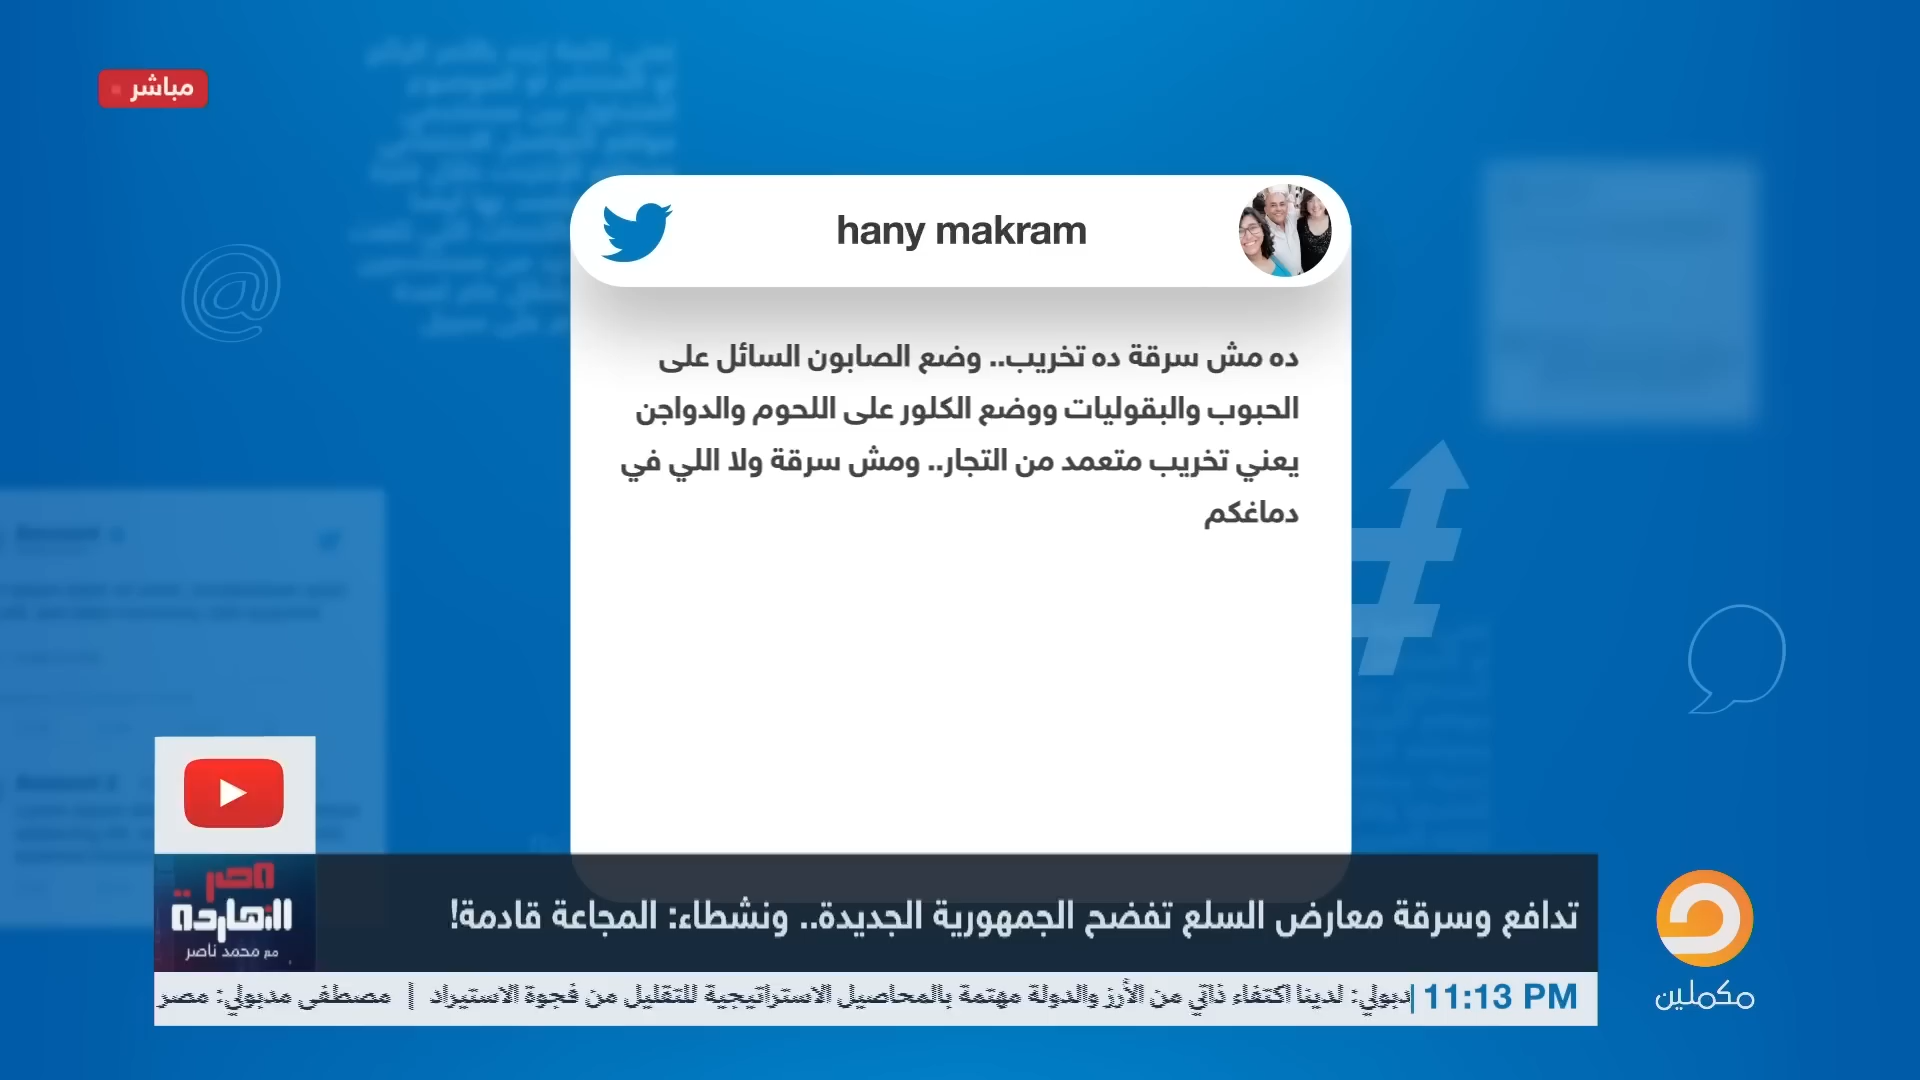 مباشر
hany makram
ده مش سرقة ده تخريب.. وضع الصابون السائل على
الحبوب والبقوليات ووضع الكلور على اللحوم والدواجن
يعني تخريب متعمد من التجار.. ومش سرقة ولا اللي في
دماغكم
مصر
النهاردة
مع محمد ناصر
تدافع وسرقة معارض السلع تفضح الجمهورية الجديدة.. ونشطاء: المجاعة قادمة!
11:13 PM
دبولي: لدينا اكتفاء ذاتي من الأرز والدولة مهتمة بالمحاصيل الاستراتيجية للتقليل من فجوة الاستيراد | مصطفى مدبولي: مصر
مكملين